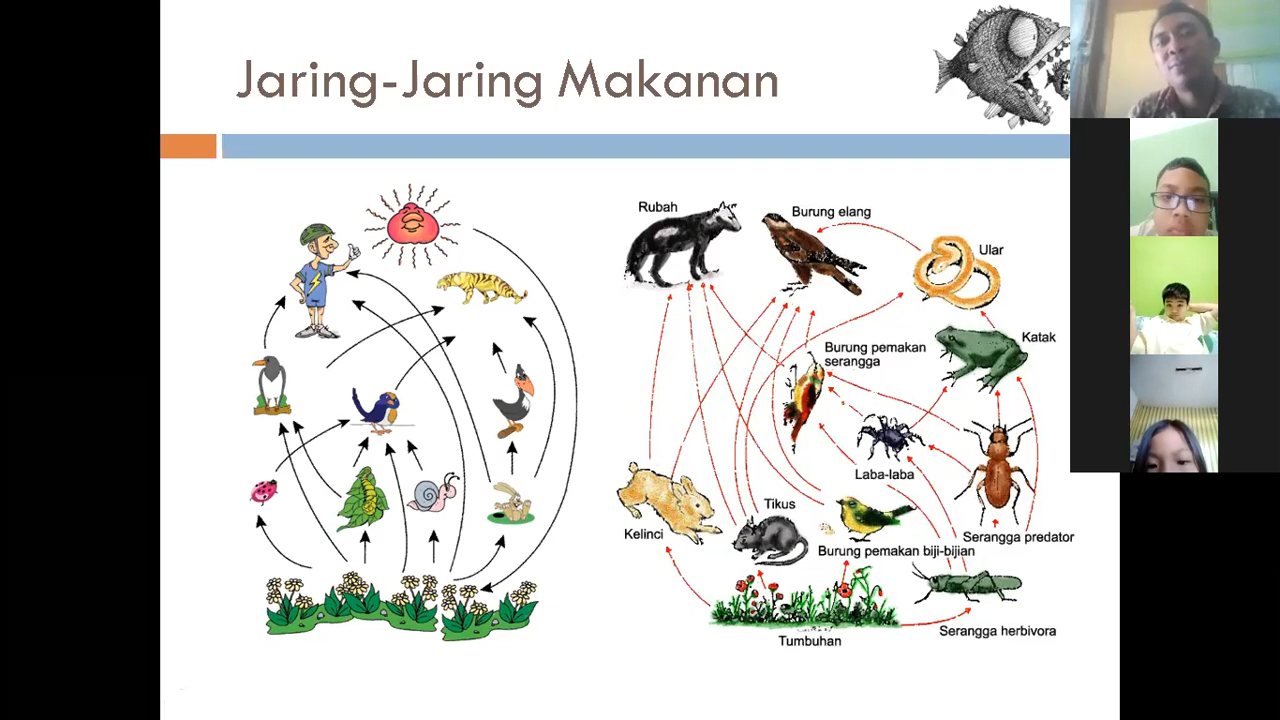 Jaring-Jaring Makanan
Rubah
Burung elang
Ular
Katak
Burung pemakan
serangga
Laba-laba
Tikus
Kelinci
Serangga predator
Burung pemakan biji-bijian
Serangga herbivora
Tumbuhan